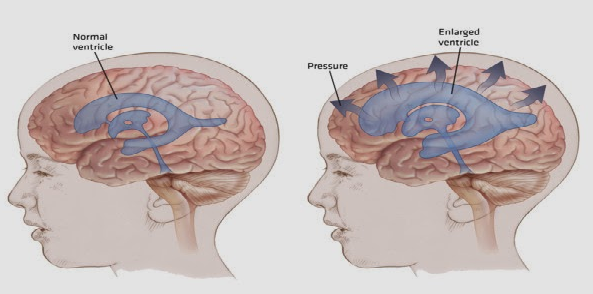 Normal
ventricle
Pressure
Enlarged
ventricle